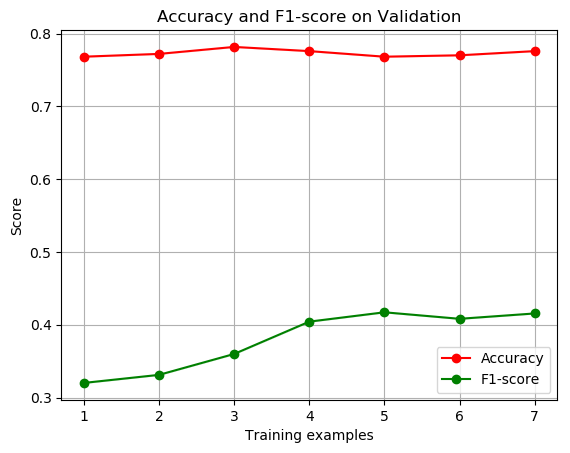 Accuracy and F1-score on Validation
0.8
0.7
0.6
0.5
0.4
0.3
Score
1 2 3 4 5 6 7
Training examples
Accuracy
F1-score